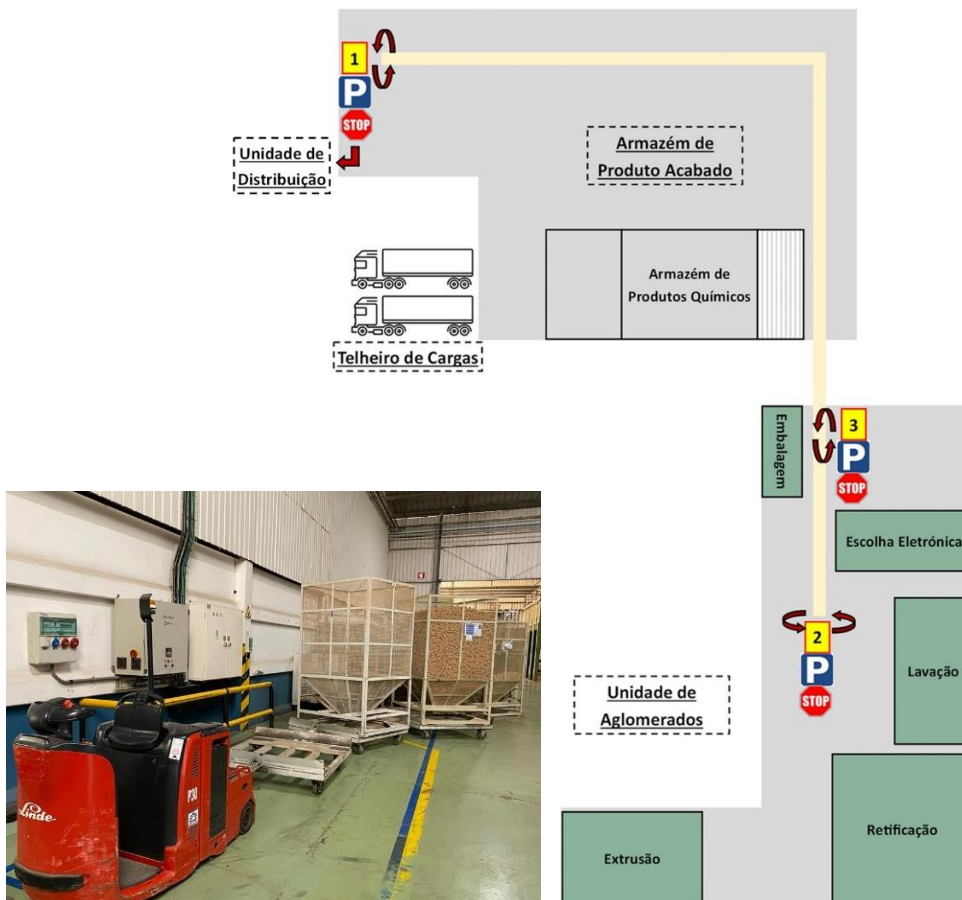 1
P
STOP
Unidade de
Distribuição
Armazém de
Produto Acabado
Armazém de
Produtos Químicos
Telheiro de Cargas
Embalagem
3
P
STOP
Escolha Eletrónica
2
P
STOP
Lavação
Unidade de
Aglomerados
Retificação
Extrusão
Linde
P30